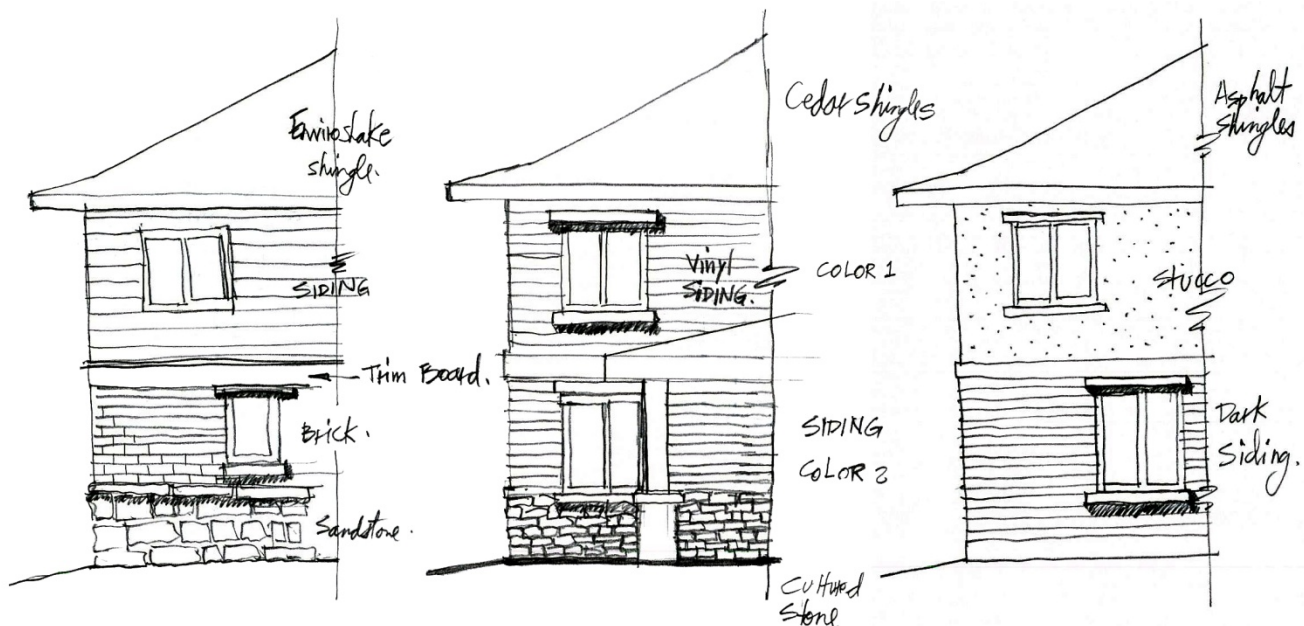 Enviroshake
shingle.
SIDING
Trim Board.
Brick.
Sandstone.
Cedar shingles
Vinyl
SIDING.
COLOR 1
SIDING
COLOR 2
Cultured
Stone
Asphalt
shingles
Stucco
Dark
Siding.